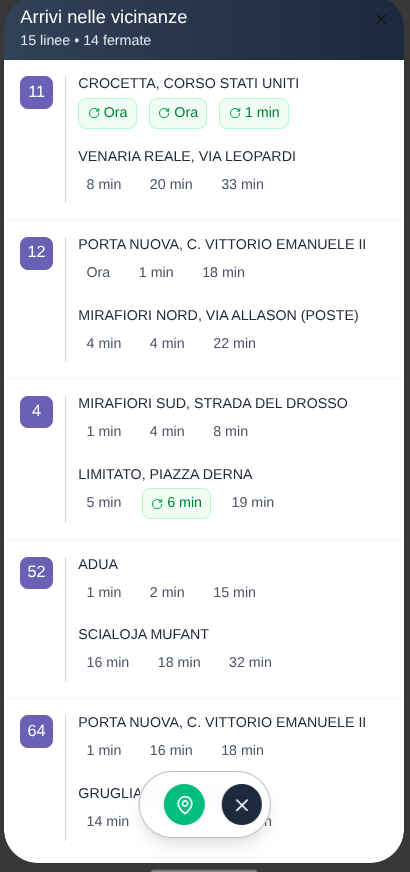 Arrivi nelle vicinanze
15 linee • 14 fermate
11
CROCETTA, CORSO STATI UNITI
Ora Ora 1 min
VENARIA REALE, VIA LEOPARDI
8 min 20 min 33 min
12
PORTA NUOVA, C. VITTORIO EMANUELE II
Ora 1 min 18 min
MIRAFIORI NORD, VIA ALLASON (POSTE)
4 min 4 min 22 min
4
MIRAFIORI SUD, STRADA DEL DROSSO
1 min 4 min 8 min
LIMITATO, PIAZZA DERNA
5 min 6 min 19 min
52
ADUA
1 min 2 min 15 min
SCIALOJA MUFANT
16 min 18 min 32 min
64
PORTA NUOVA, C. VITTORIO EMANUELE II
1 min 16 min 18 min
14 min